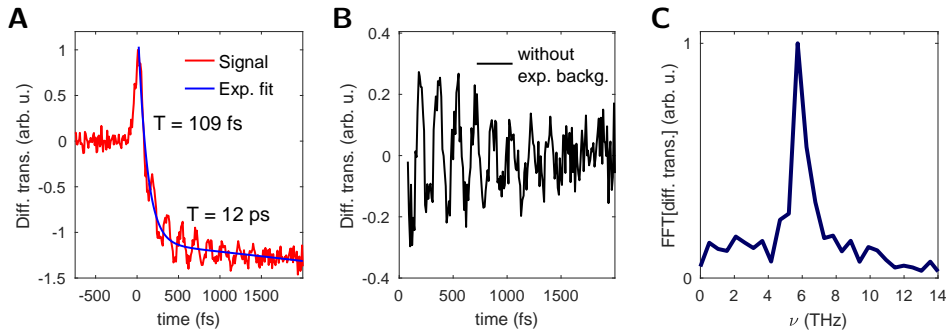 A
Diff. trans. (arb. u.)
1
0.5
0
-0.5
-1
-1.5
-500 0 500 1000 1500
time (fs)
Signal
Exp. fit
T = 109 fs
T = 12 ps
B
Diff. trans. (arb. u.)
0.4
0.2
0
-0.2
-0.4
0 500 1000 1500
time (fs)
without
exp. backg.
C
FFT[diff. trans.] (arb. u.)
1
0
0 2 4 6 8 10 12 14
ν (THz)